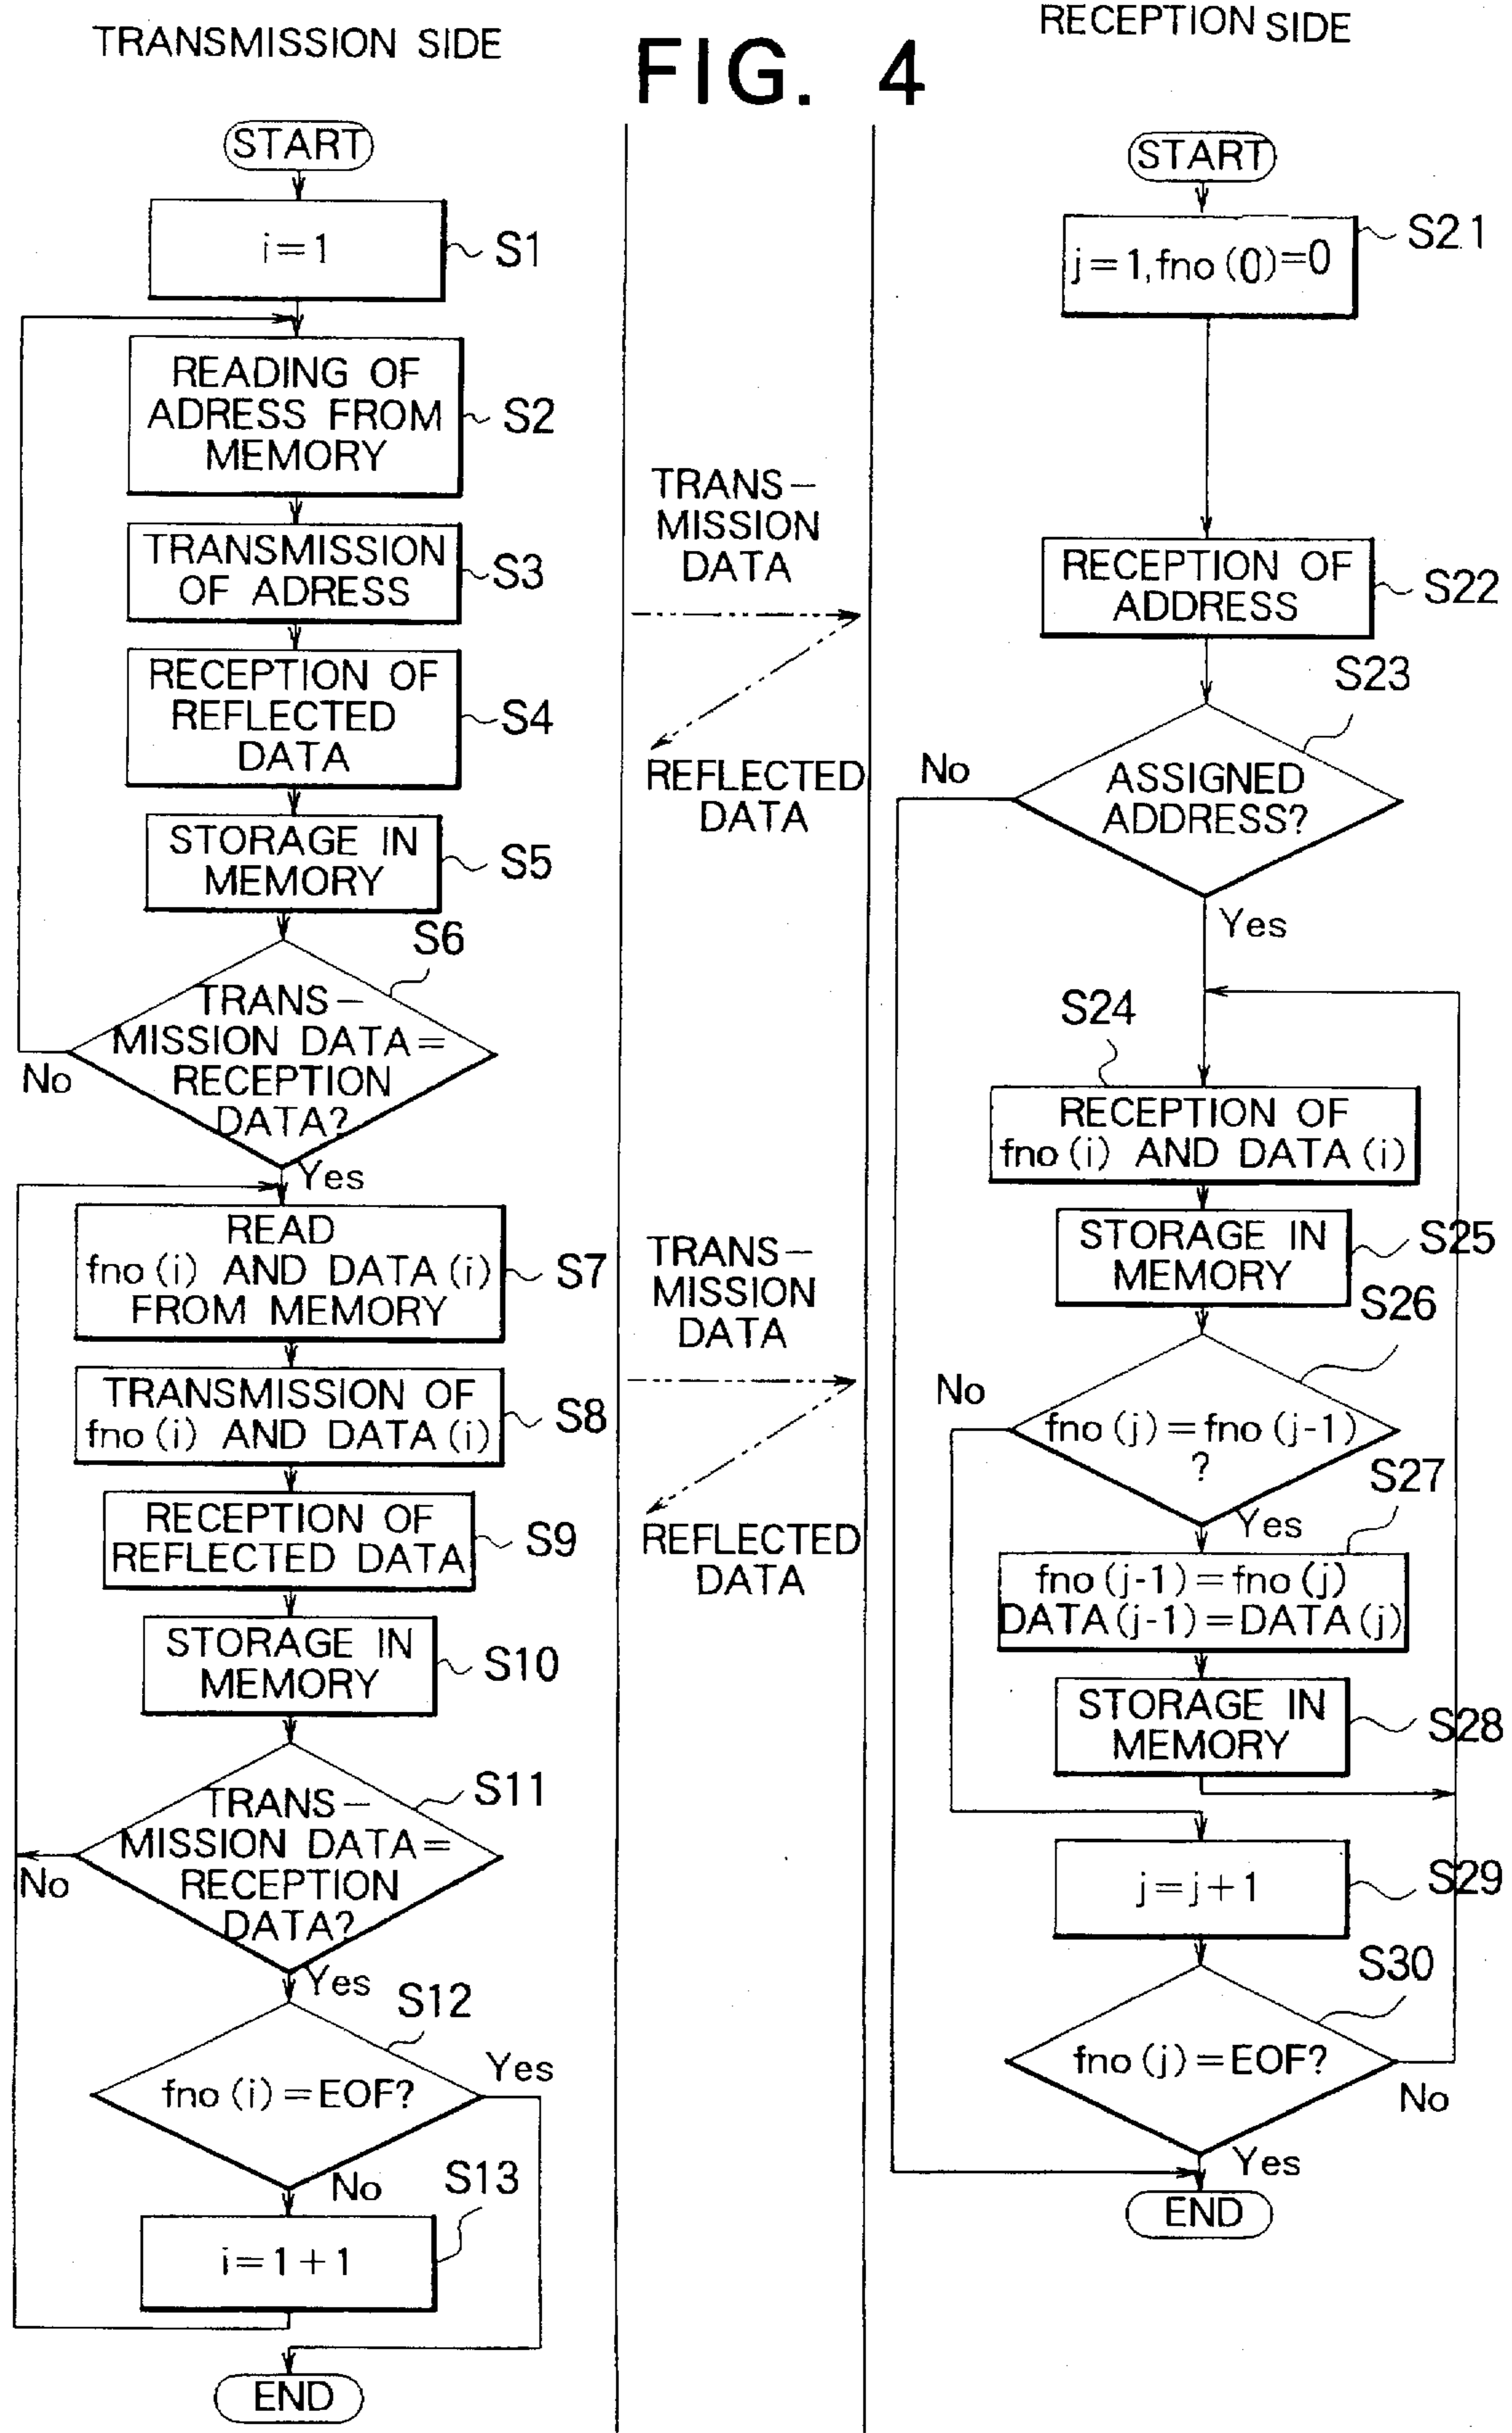 TRANSMISSION SIDE
FIG. 4
RECEPTION SIDE
START
i=1
S1
READING OF
ADRESS FROM
MEMORY
S2
TRANSMISSION
OF ADRESS
S3
RECEPTION OF
REFLECTED
DATA
S4
STORAGE IN
MEMORY
S5
S6
TRANS-
MISSION DATA=
RECEPTION
DATA?
No
Yes
READ
fno(i) AND DATA(i)
FROM MEMORY
S7
TRANSMISSION OF
fno(i) AND DATA(i)
S8
RECEPTION OF
REFLECTED DATA
S9
STORAGE IN
MEMORY
S10
S11
TRANS-
MISSION DATA=
RECEPTION
DATA?
No
Yes
S12
fno(i)=EOF?
Yes
No
S13
i=1+1
END
TRANS-
MISSION
DATA
REFLECTED
DATA
TRANS-
MISSION
DATA
REFLECTED
DATA
START
j=1,fno(0)=0
S21
RECEPTION OF
ADDRESS
S22
S23
ASSIGNED
ADDRESS?
No
Yes
S24
RECEPTION OF
fno(i) AND DATA(i)
STORAGE IN
MEMORY
S25
S26
fno(j)=fno(j-1)
?
No
Yes
S27
fno(j-1)=fno(j)
DATA(j-1)=DATA(j)
STORAGE IN
MEMORY
S28
j=j+1
S29
S30
fno(j)=EOF?
No
Yes
END